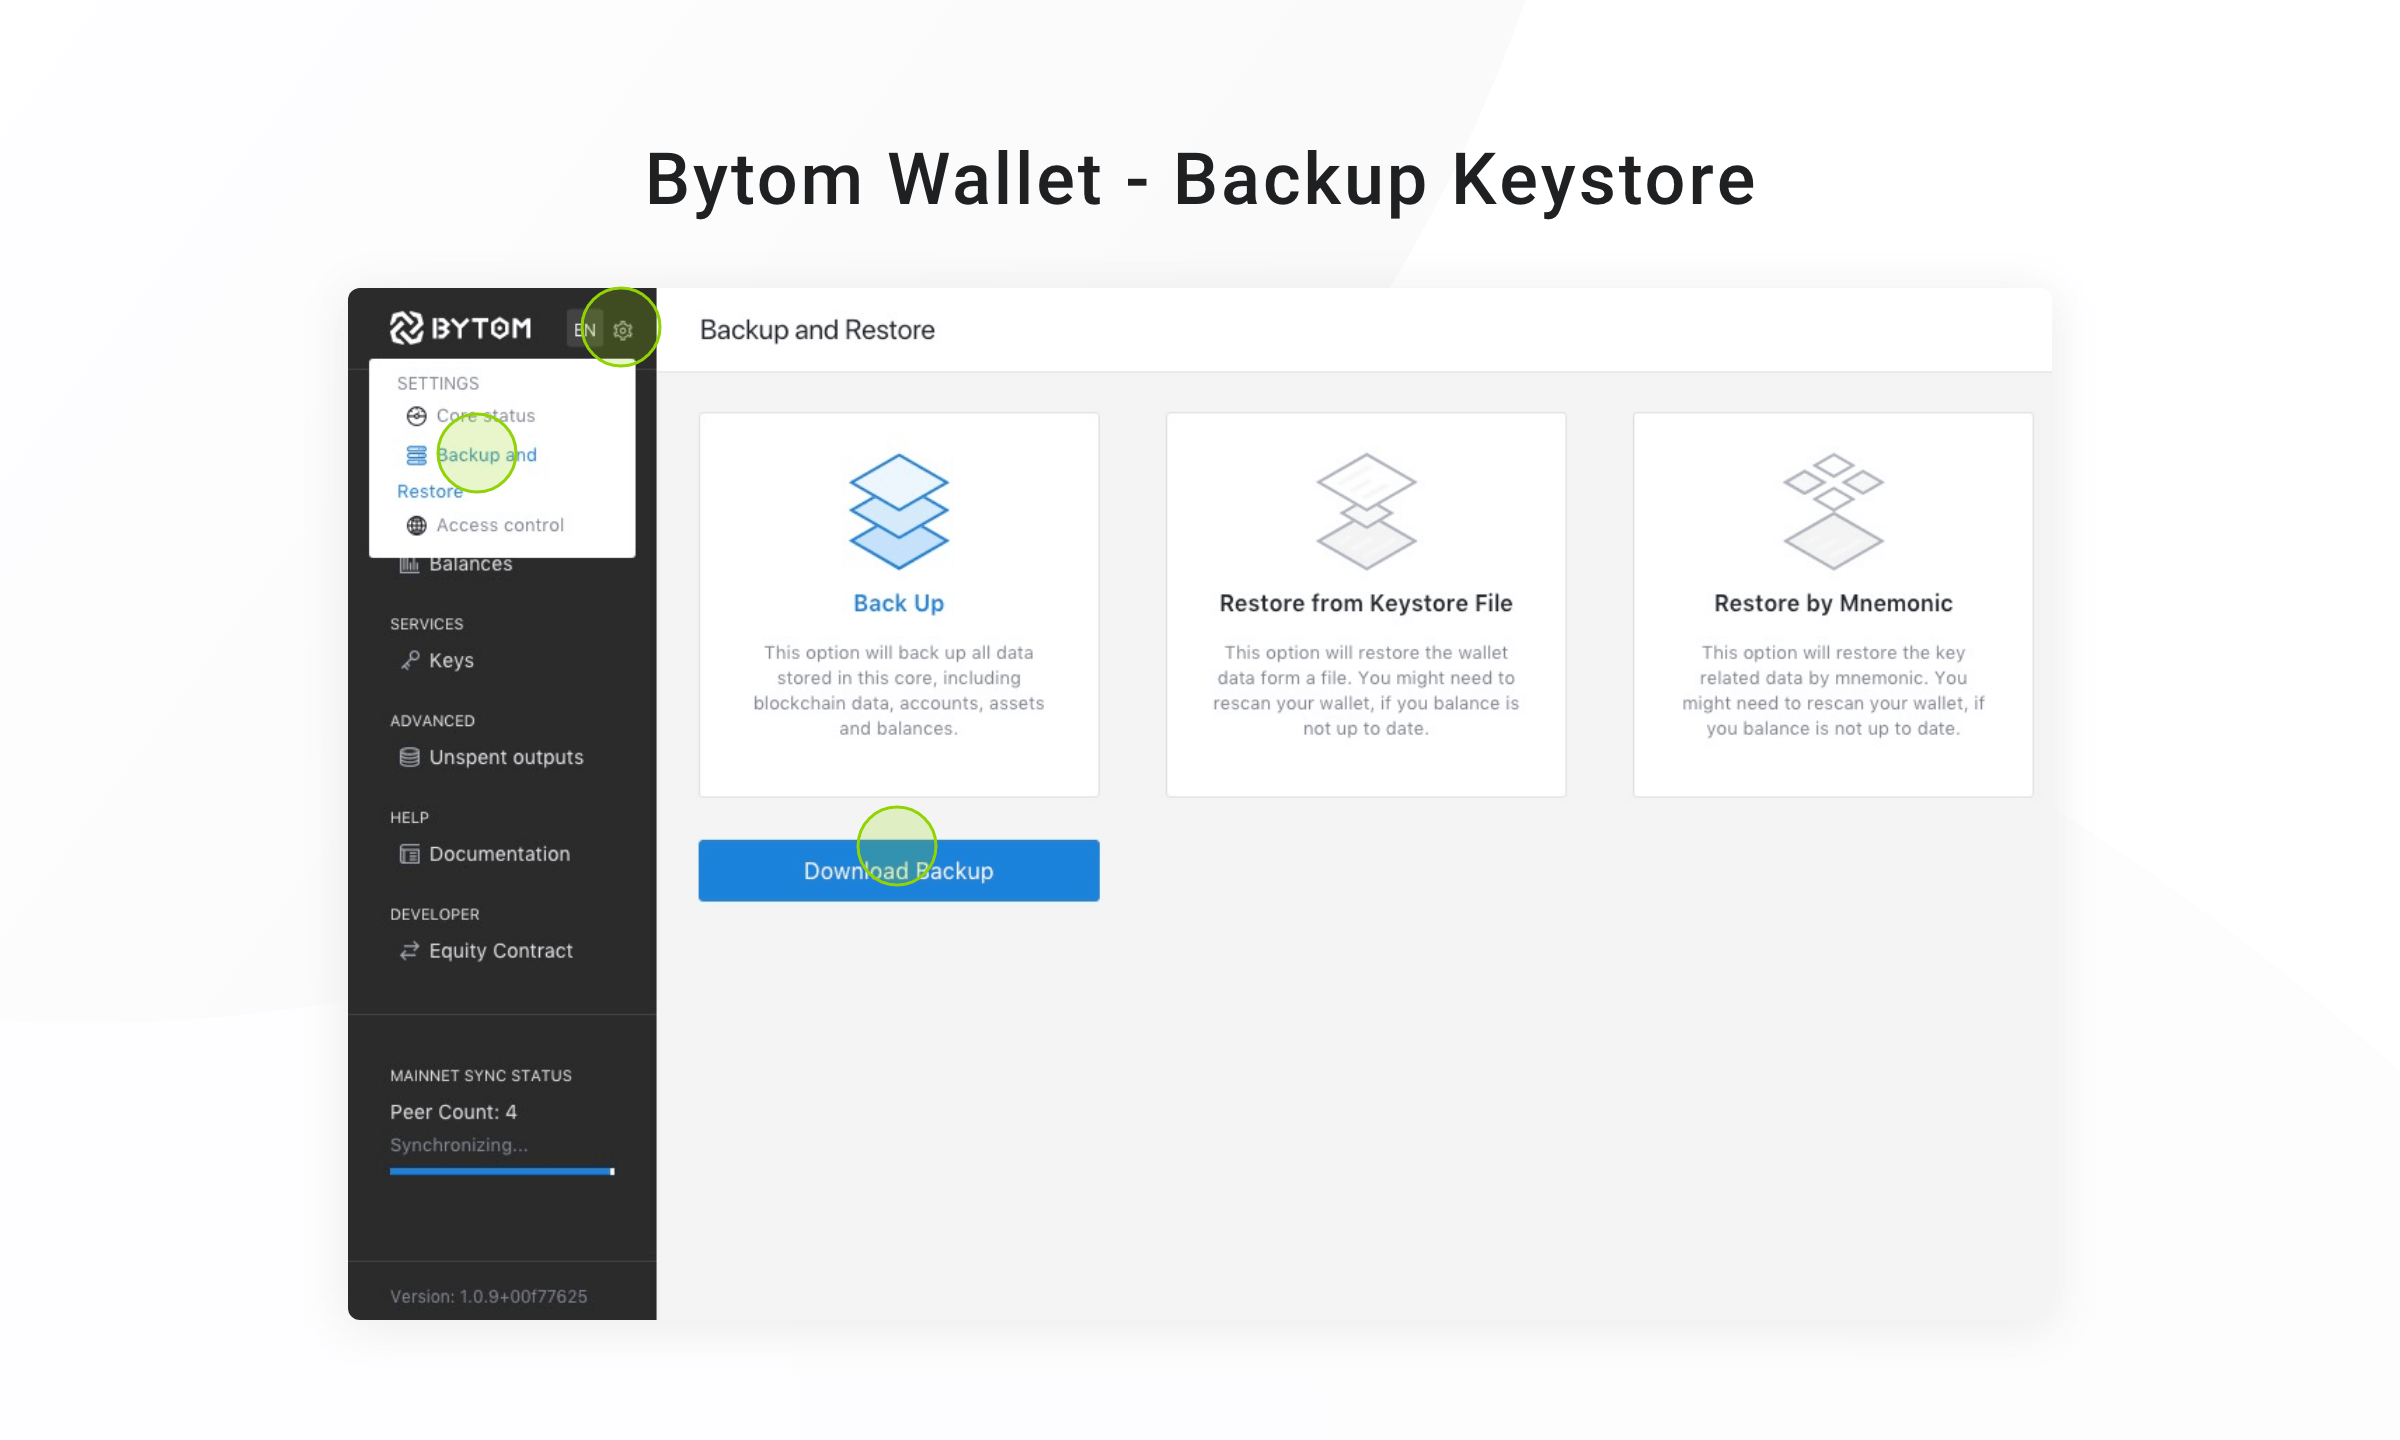 Bytom Wallet - Backup Keystore
BYTOM
EN
SETTINGS
Core status
Backup and
Restore
Access control
Balances
SERVICES
Keys
ADVANCED
Unspent outputs
HELP
Documentation
DEVELOPER
Equity Contract
MAINNET SYNC STATUS
Peer Count: 4
Synchronizing...
Version: 1.0.9+00f77625
Backup and Restore
Back Up
This option will back up all data
stored in this core, including
blockchain data, accounts, assets
and balances.
Download Backup
Restore from Keystore File
This option will restore the wallet
data form a file. You might need to
rescan your wallet, if you balance is
not up to date.
Restore by Mnemonic
This option will restore the key
related data by mnemonic. You
might need to rescan your wallet, if
you balance is not up to date.